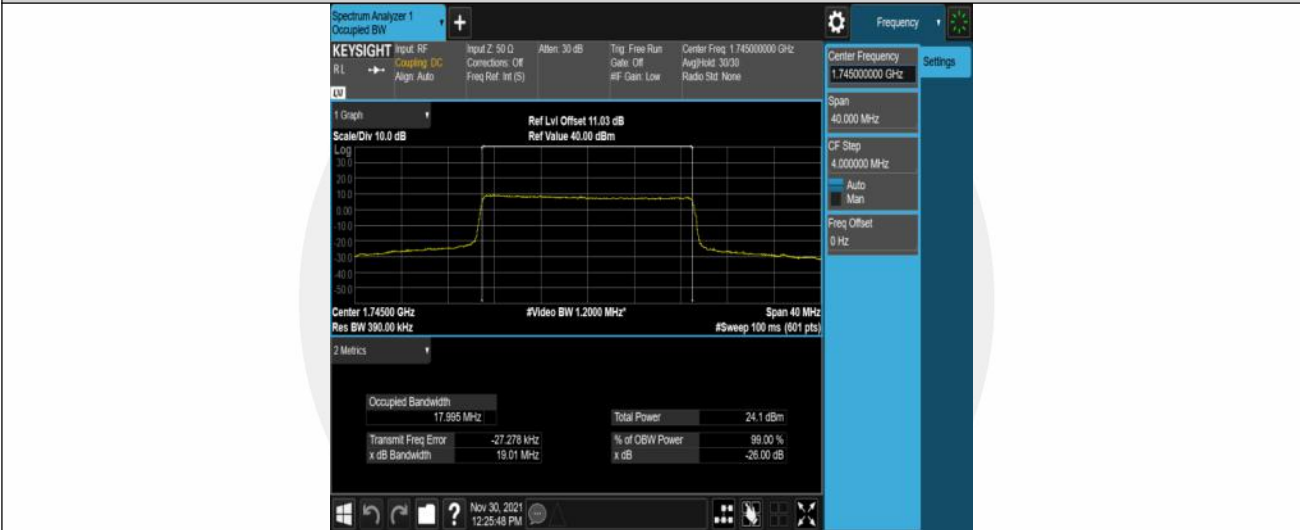 Spectrum Analyzer 1
Occupied BW
+
Frequency
KEYSIGHT
RL
Input: RF
Coupling: DC
Align: Auto
Input Z: 50 Ω
Corrections: Off
Freq Ref: Int (S)
Atten: 30 dB
Trig: Free Run
Gate: Off
#IF Gain: Low
Center Freq: 1.745000000 GHz
Avg|Hold: 30/30
Radio Std: None
1 Graph
Scale/Div 10.0 dB
Ref Lvl Offset 11.03 dB
Ref Value 40.00 dBm
Log
30.0
20.0
10.0
0.00
-10.0
-20.0
-30.0
-40.0
-50.0
Center 1.74500 GHz
Res BW 390.00 kHz
#Video BW 1.2000 MHz*
Span 40 MHz
#Sweep 100 ms (601 pts)
2 Metrics
Occupied Bandwidth
17.995 MHz
Total Power 24.1 dBm
Transmit Freq Error -27.278 kHz
% of OBW Power 99.00 %
x dB Bandwidth 19.01 MHz
x dB -26.00 dB
Center Frequency
1.745000000 GHz
Settings
Span
40.000 MHz
CF Step
4.000000 MHz
Auto
Man
Freq Offset
0 Hz
?
Nov 30, 2021
12:25:48 PM